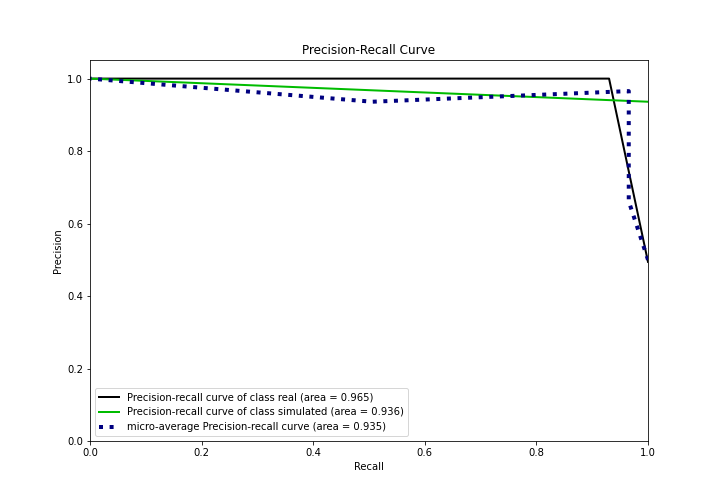 Precision-Recall Curve
1.0
0.8
0.6
0.4
0.2
0.0
Precision
Precision-recall curve of class real (area = 0.965)
Precision-recall curve of class simulated (area = 0.936)
micro-average Precision-recall curve (area = 0.935)
0.0 0.2 0.4 0.6 0.8 1.0
Recall